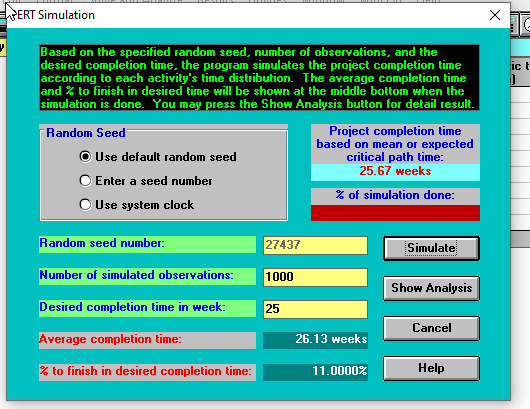 PERT Simulation
Based on the specified random seed, number of observations, and the
desired completion time, the program simulates the project completion time
according to each activity's time distribution. The average completion time
and % to finish in desired time will be shown at the middle bottom when the
simulation is done. You may press the Show Analysis button for detail result.
Random Seed
Use default random seed
Enter a seed number
Use system clock
Project completion time
based on mean or expected
critical path time:
25.67 weeks
% of simulation done:
Random seed number: 27437
Simulate
Number of simulated observations: 1000
Show Analysis
Desired completion time in week: 25
Cancel
Average completion time: 26.13 weeks
% to finish in desired completion time: 11.0000%
Help